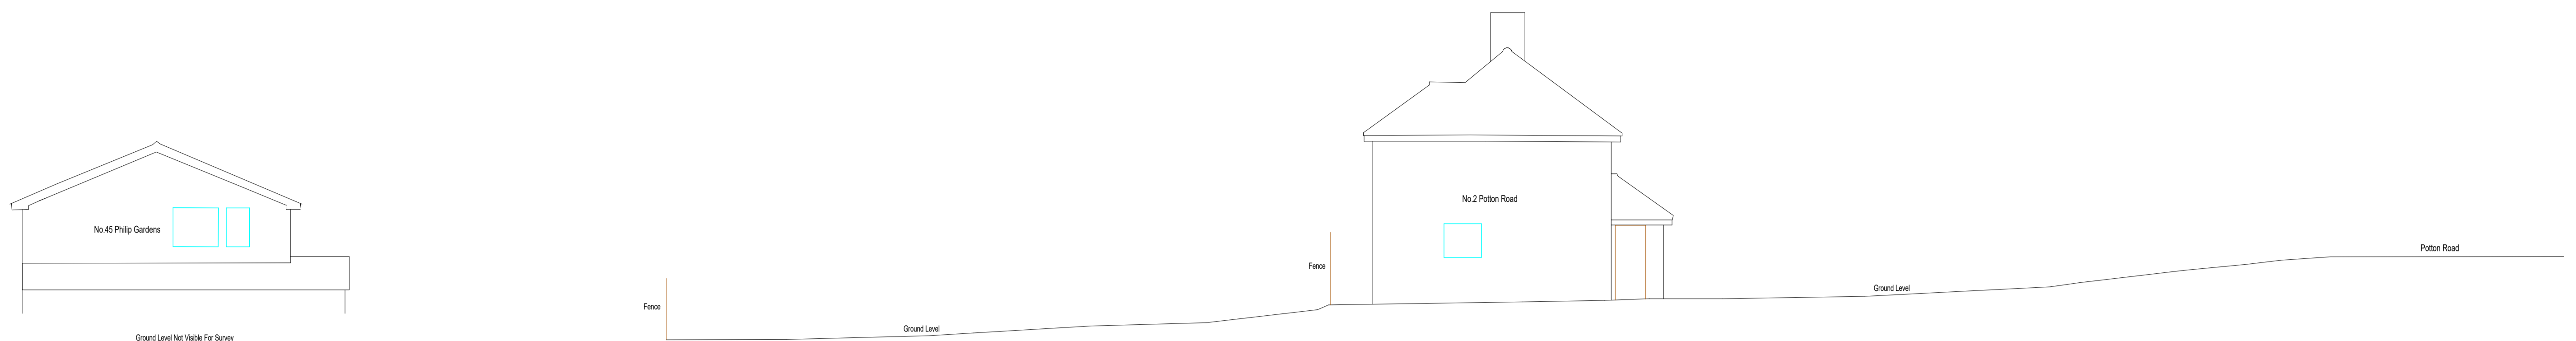 No.45 Philip Gardens
Ground Level Not Visible For Survey
Fence
Ground Level
Fence
No.2 Potton Road
Ground Level
Potton Road